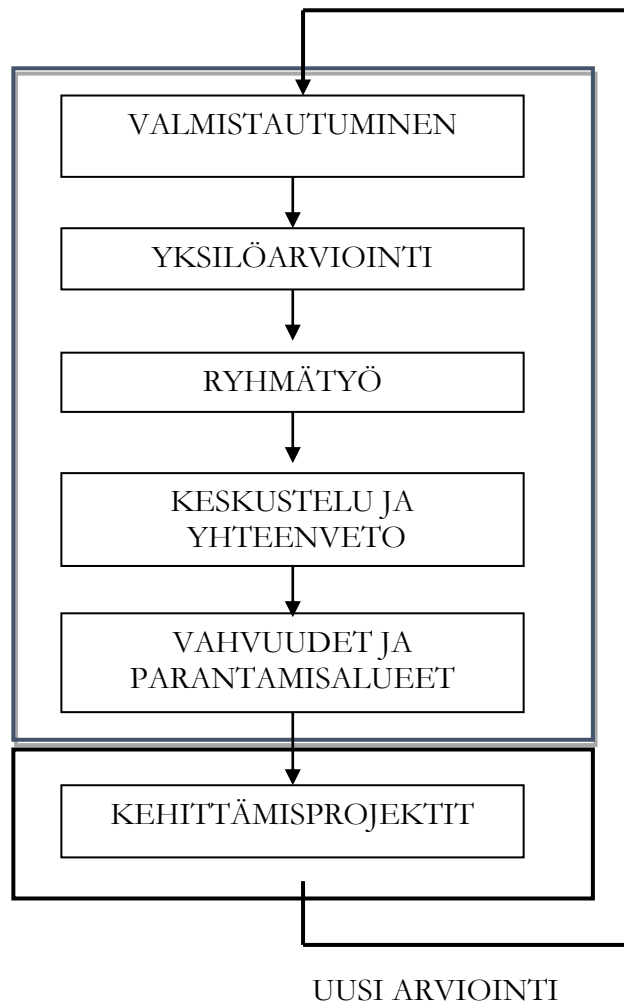 VALMISTAUTUMINEN
YKSILÖARVIOINTI
RYHMÄTYÖ
KESKUSTELU JA
YHTEENVETO
VAHVUUDET JA
PARANTAMISALUEET
KEHITTÄMISPROJEKTIT
UUSI ARVIOINTI